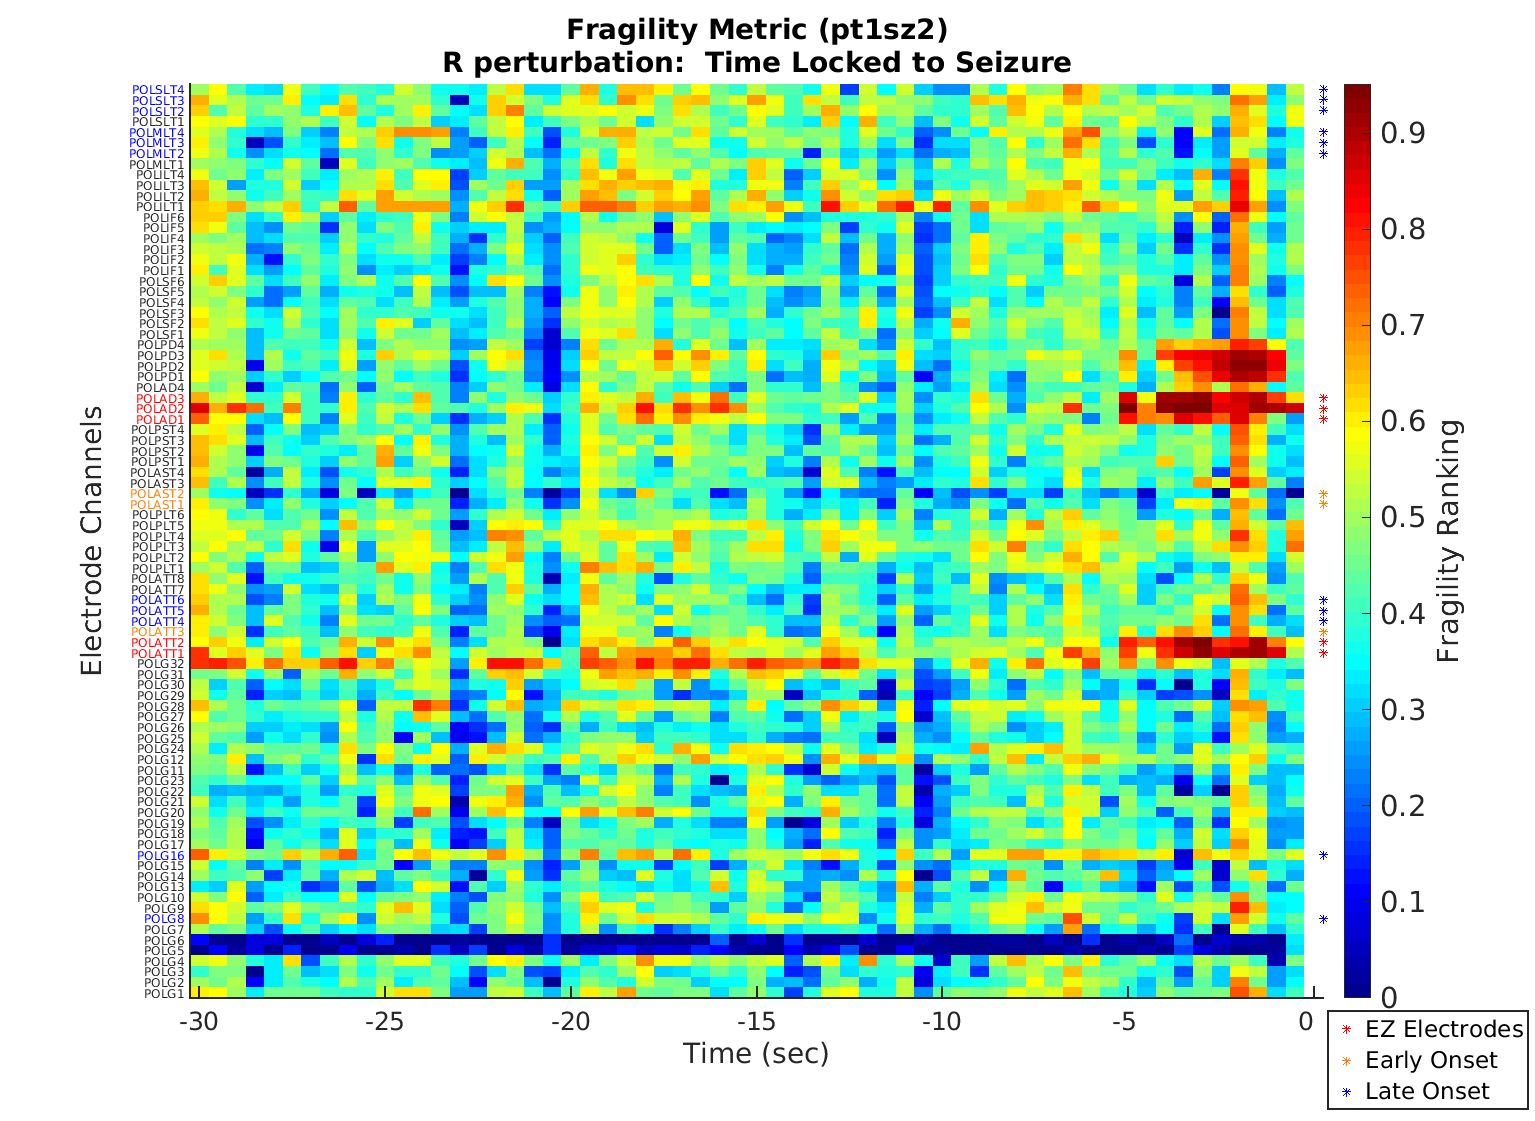 Fragility Metric (pt1sz2)
R perturbation:  Time Locked to Seizure
Electrode Channels
POLSLT4
POLSLT3
POLSLT2
POLSLT1
POLMLT4
POLMLT3
POLMLT2
POLMLT1
POLILT4
POLILT3
POLILT2
POLILT1
POLIF6
POLIF5
POLIF4
POLIF3
POLIF2
POLIF1
POLSF6
POLSF5
POLSF4
POLSF3
POLSF2
POLSF1
POLPD4
POLPD3
POLPD2
POLPD1
POLAD4
POLAD3
POLAD2
POLAD1
POLPST4
POLPST3
POLPST2
POLPST1
POLAST4
POLAST3
POLAST2
POLAST1
POLPLT6
POLPLT5
POLPLT4
POLPLT3
POLPLT2
POLPLT1
POLATT8
POLATT7
POLATT6
POLATT5
POLATT4
POLATT3
POLATT2
POLATT1
POLG32
POLG31
POLG30
POLG29
POLG28
POLG27
POLG26
POLG25
POLG24
POLG12
POLG11
POLG23
POLG22
POLG21
POLG20
POLG19
POLG18
POLG17
POLG16
POLG15
POLG14
POLG13
POLG10
POLG9
POLG8
POLG7
POLG6
POLG5
POLG4
POLG3
POLG2
POLG1
-30 -25 -20 -15 -10 -5 0
Time (sec)
0.9
0.8
0.7
0.6
0.5
0.4
0.3
0.2
0.1
0
Fragility Ranking
EZ Electrodes
Early Onset
Late Onset